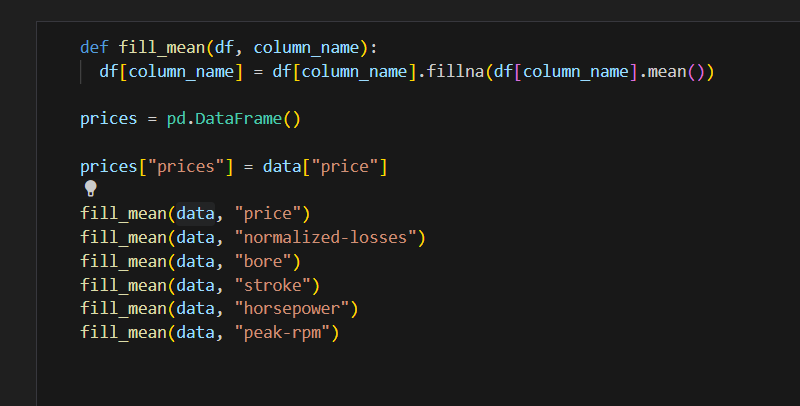 def fill_mean(df, column_name):
  df[column_name] = df[column_name].fillna(df[column_name].mean())
prices = pd.DataFrame()
prices["prices"] = data["price"]
fill_mean(data, "price")
fill_mean(data, "normalized-losses")
fill_mean(data, "bore")
fill_mean(data, "stroke")
fill_mean(data, "horsepower")
fill_mean(data, "peak-rpm")